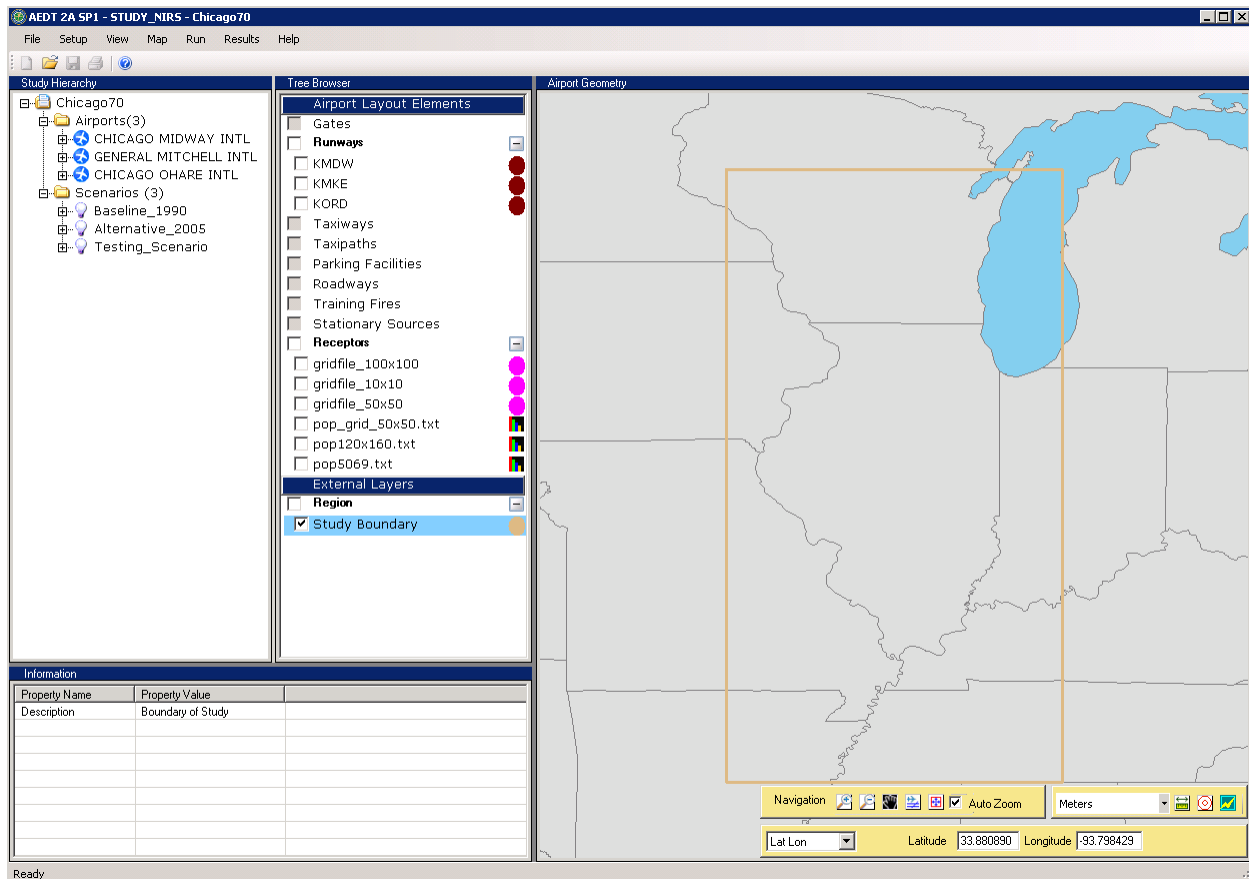 AEDT 2A SP1 - STUDY_NIRS - Chicago70
File Setup View Map Run Results Help
Study Hierarchy
Chicago70
Airports(3)
CHICAGO MIDWAY INTL
GENERAL MITCHELL INTL
CHICAGO OHARE INTL
Scenarios (3)
Baseline_1990
Alternative_2005
Testing_Scenario
Tree Browser
Airport Layout Elements
Gates
Runways
KMDW
KMKE
KORD
Taxiways
Taxipaths
Parking Facilities
Roadways
Training Fires
Stationary Sources
Receptors
gridfile_100x100
gridfile_10x10
gridfile_50x50
pop_grid_50x50.txt
pop120x160.txt
pop5069.txt
External Layers
Region
Study Boundary
Airport Geometry
Navigation Auto Zoom Meters
Lat Lon Latitude 33.880890 Longitude -93.798429
Information
Property Name Property Value
Description Boundary of Study
Ready